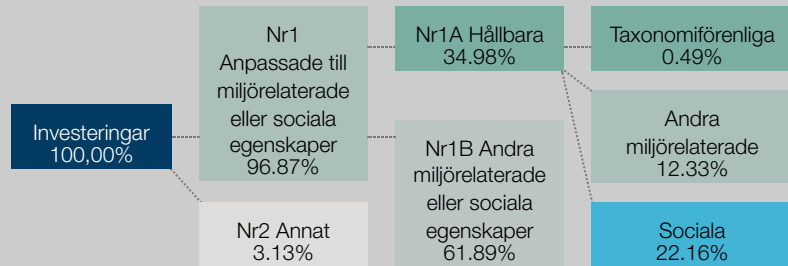 Investeringar
100,00%
Nr1
Anpassade till
miljörelaterade
eller sociala
egenskaper
96.87%
Nr2 Annat
3.13%
Nr1A Hållbara
34.98%
Nr1B Andra
miljörelaterade
eller sociala
egenskaper
61.89%
Taxonomiförenliga
0.49%
Andra
miljörelaterade
12.33%
Sociala
22.16%